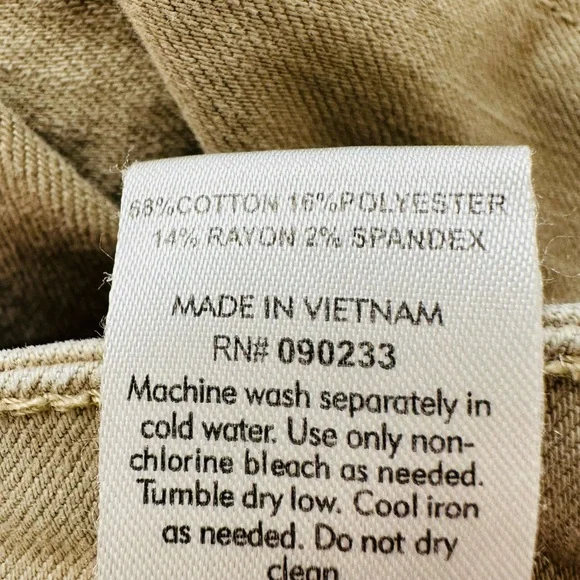 68%COTTON 16%POLYESTER
14% RAYON 2% SPANDEX
MADE IN VIETNAM
RN# 090233
Machine wash separately in
cold water. Use only non-
chlorine bleach as needed.
Tumble dry low. Cool iron
as needed. Do not dry
clean